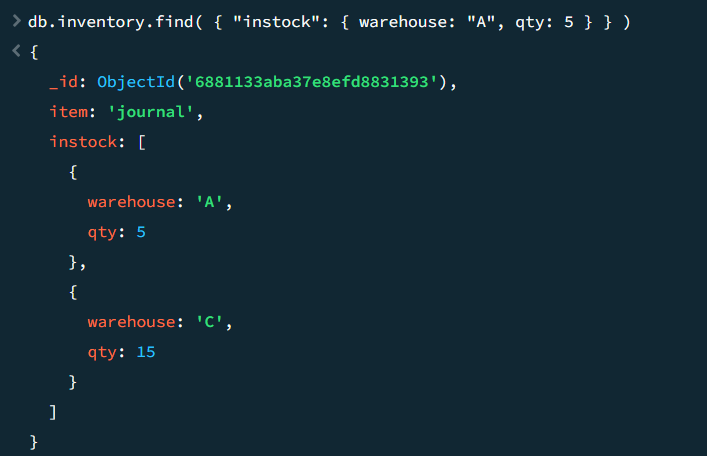 > db.inventory.find( { "instock": { warehouse: "A", qty: 5 } } )
< {
    _id: ObjectId('6881133aba37e8efd8831393'),
    item: 'journal',
    instock: [
      {
        warehouse: 'A',
        qty: 5
      },
      {
        warehouse: 'C',
        qty: 15
      }
    ]
  }